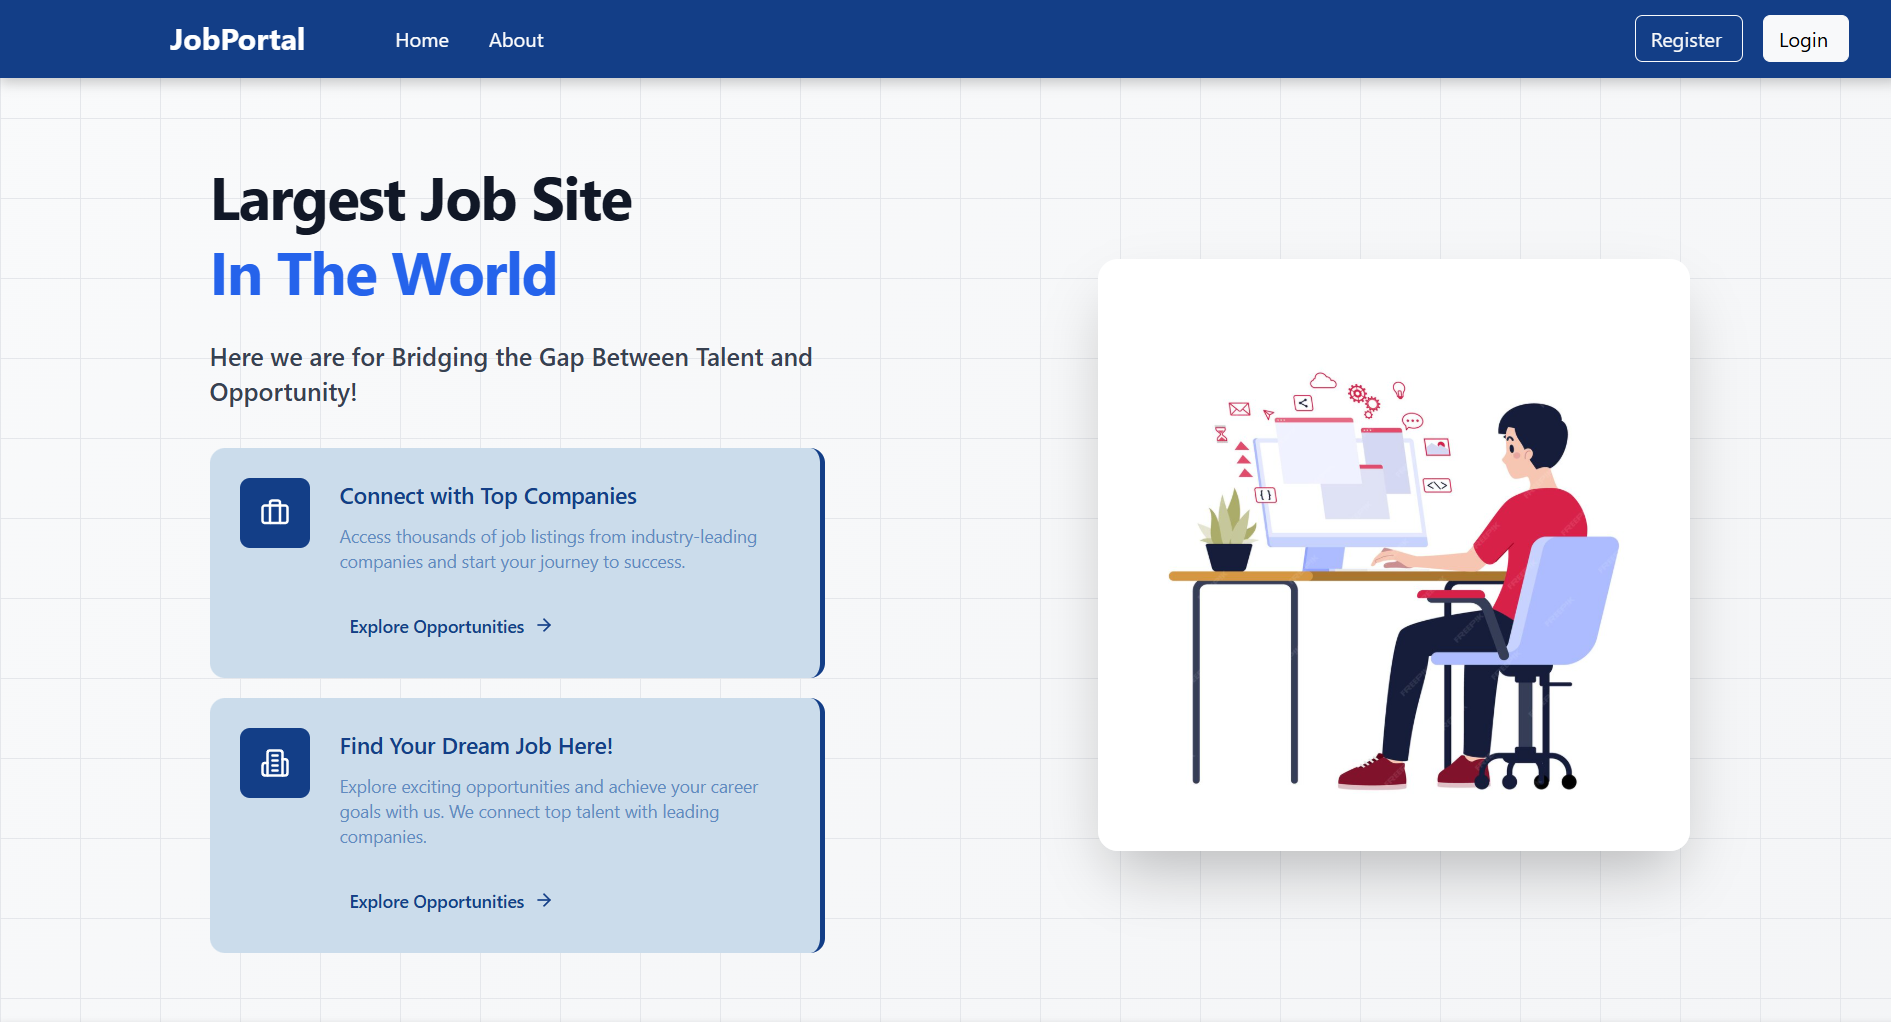 JobPortal Home About Register Login
Largest Job Site
In The World
Here we are for Bridging the Gap Between Talent and
Opportunity!
Connect with Top Companies
Access thousands of job listings from industry-leading
companies and start your journey to success.
Explore Opportunities →
Find Your Dream Job Here!
Explore exciting opportunities and achieve your career
goals with us. We connect top talent with leading
companies.
Explore Opportunities →
{ }
<\>